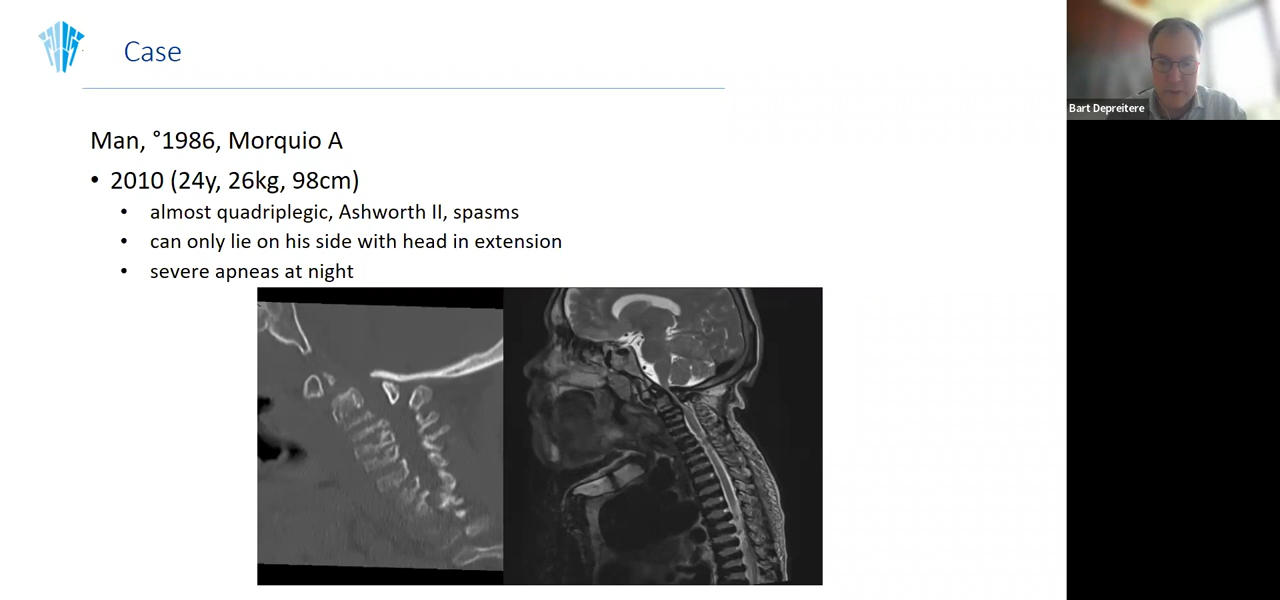 Case
Man, °1986, Morquio A
• 2010 (24y, 26kg, 98cm)
• almost quadriplegic, Ashworth II, spasms
• can only lie on his side with head in extension
• severe apneas at night
Bart Depreitere